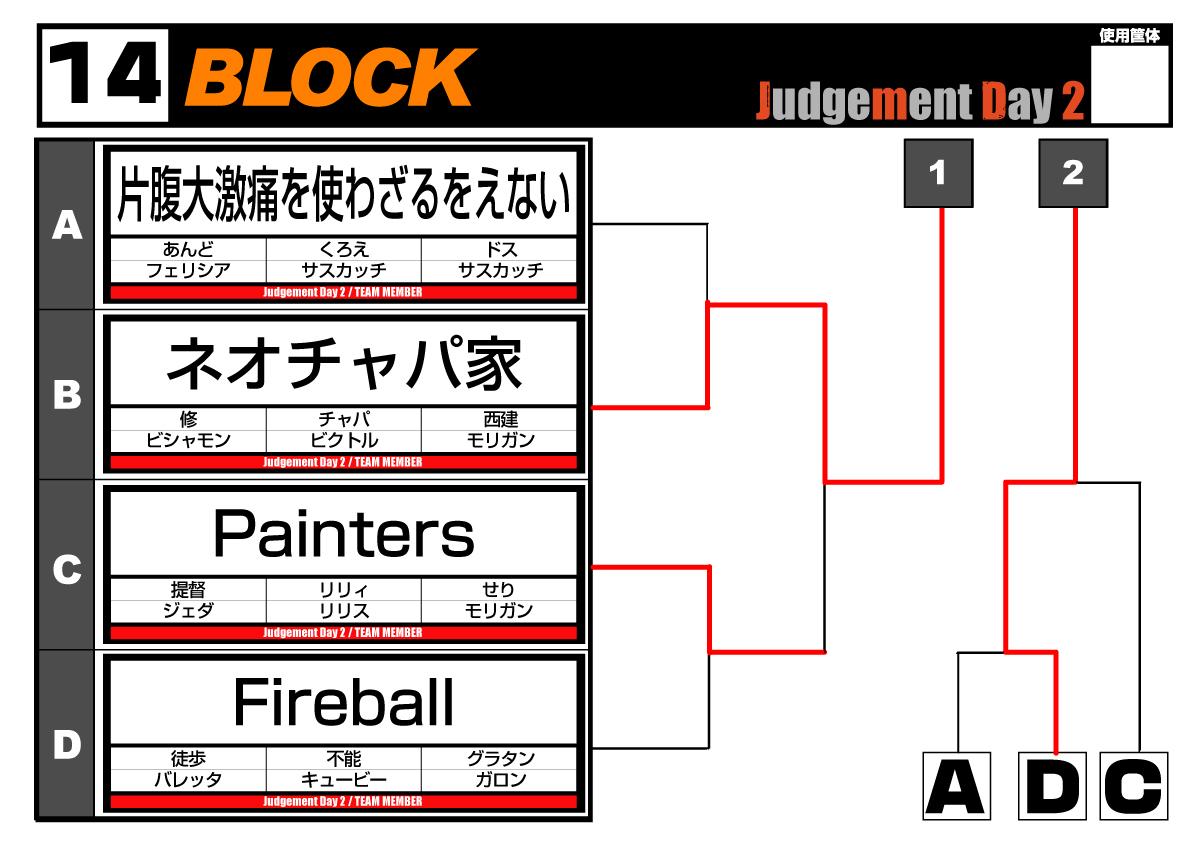 14 BLOCK
使用筐体
Judgement Day 2
1
2
A
片腹大激痛を使わざるをえない
あんど くろえ ドス
フェリシア サスカッチ サスカッチ
Judgement Day 2 / TEAM MEMBER
B
ネオチャパ家
修 チャパ 西建
ビシャモン ビクトル モリガン
Judgement Day 2 / TEAM MEMBER
C
Painters
提督 リリィ せり
ジェダ リリス モリガン
Judgement Day 2 / TEAM MEMBER
D
Fireball
徒歩 不能 グラタン
バレッタ キュービー ガロン
Judgement Day 2 / TEAM MEMBER
A D C